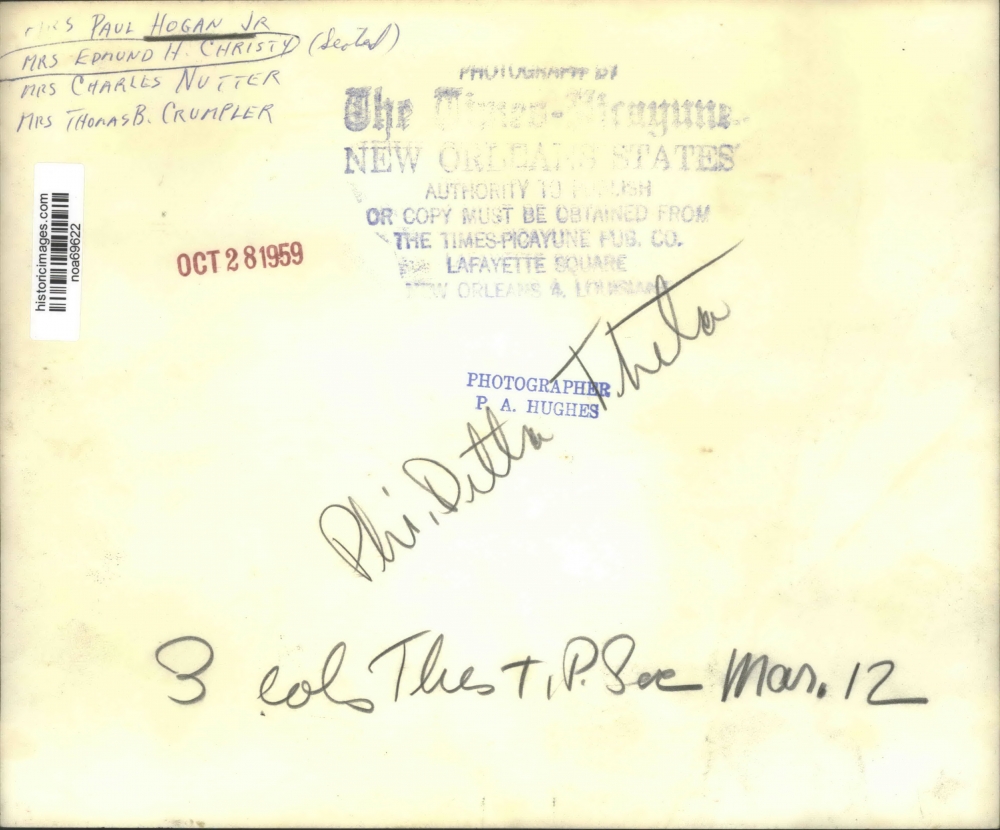 MRS PAUL HOGAN JR
MRS EDMUND H. CHRISTY (Seated)
MRS CHARLES NUTTER
MRS THOMAS B. CRUMPLER
PHOTOGRAPH BY
The Times-Picayune
NEW ORLEANS STATES
AUTHORITY TO PUBLISH
OR COPY MUST BE OBTAINED FROM
THE TIMES-PICAYUNE PUB. CO.
LAFAYETTE SQUARE
NEW ORLEANS 4, LOUISIANA
historicimages.com
noa69622
OCT 28 1959
PHOTOGRAPHER
P. A. HUGHES
Phi, Delta Theta
3 cols Thes T, P. Soc Mar. 12